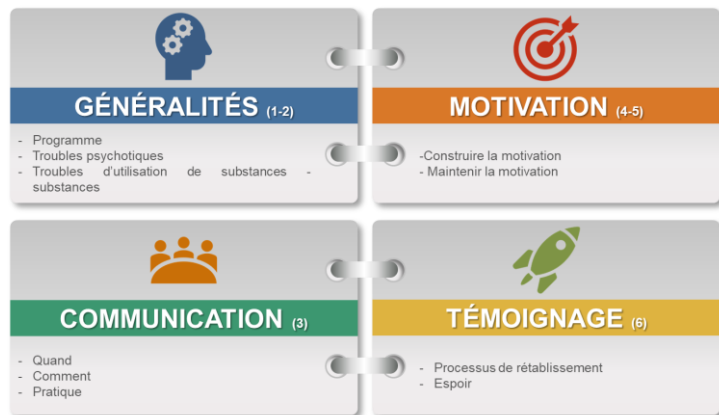 GÉNÉRALITÉS (1-2)
- Programme
- Troubles psychotiques
- Troubles d'utilisation de substances -
substances
MOTIVATION (4-5)
-Construire la motivation
- Maintenir la motivation
COMMUNICATION (3)
- Quand
- Comment
- Pratique
TÉMOIGNAGE (6)
- Processus de rétablissement
- Espoir